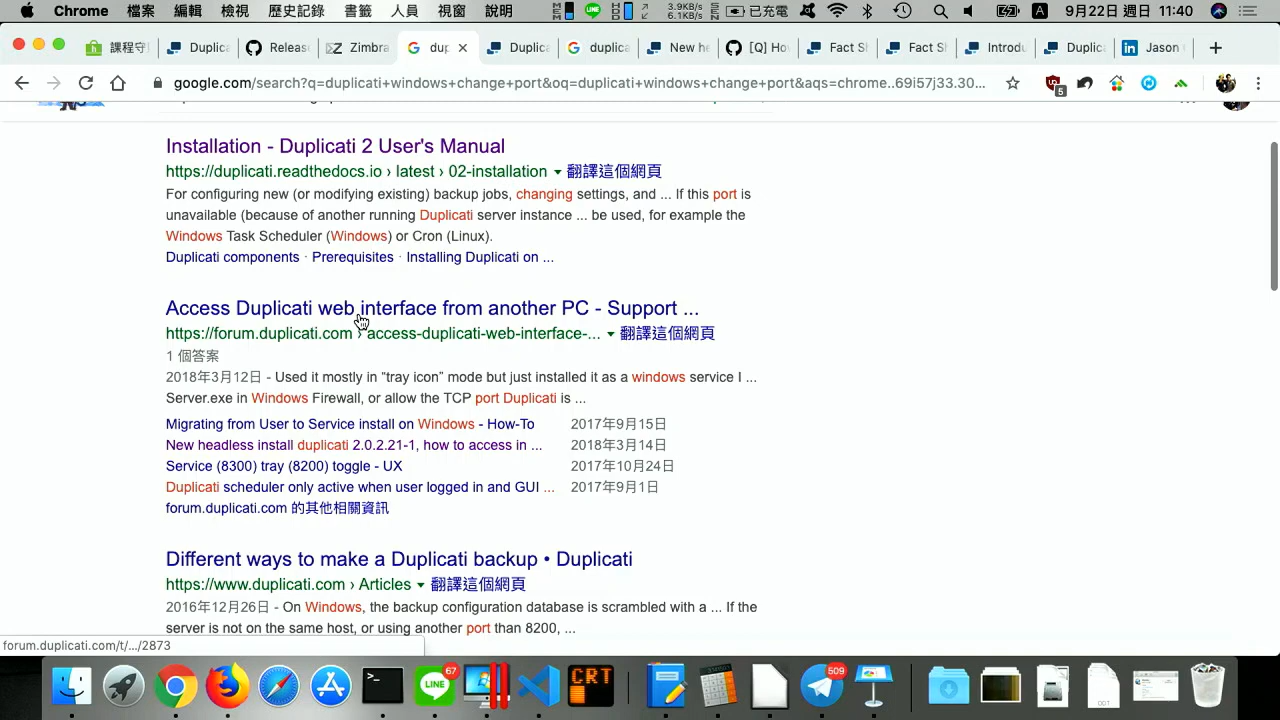 Chrome 檔案 編輯 檢視 歷史記錄 書籤 人員 視窗 說明 3.9KB/s 6.1KB/s 已充電 A 9月22日 週日 11:40
課程守 Duplic Releas Zimbra dup Duplic duplica New he [Q] Ho Fact Sh Fact Sh Introdu Duplic Jason
google.com/search?q=duplicati+windows+change+port&oq=duplicati+windows+change+port&aqs=chrome..69i57j33.30... 5
Installation - Duplicati 2 User's Manual
https://duplicati.readthedocs.io › latest › 02-installation 翻譯這個網頁
For configuring new (or modifying existing) backup jobs, changing settings, and ... If this port is
unavailable (because of another running Duplicati server instance ... be used, for example the
Windows Task Scheduler (Windows) or Cron (Linux).
Duplicati components · Prerequisites · Installing Duplicati on ...
Access Duplicati web interface from another PC - Support ...
https://forum.duplicati.com › access-duplicati-web-interface-... 翻譯這個網頁
1 個答案
2018年3月12日 - Used it mostly in “tray icon” mode but just installed it as a windows service I ...
Server.exe in Windows Firewall, or allow the TCP port Duplicati is ...
Migrating from User to Service install on Windows - How-To 2017年9月15日
New headless install duplicati 2.0.2.21-1, how to access in ... 2018年3月14日
Service (8300) tray (8200) toggle - UX 2017年10月24日
Duplicati scheduler only active when user logged in and GUI ... 2017年9月1日
forum.duplicati.com 的其他相關資訊
Different ways to make a Duplicati backup • Duplicati
https://www.duplicati.com › Articles 翻譯這個網頁
2016年12月26日 - On Windows, the backup configuration database is scrambled with a ... If the
server is not on the same host, or using another port than 8200, ...
forum.duplicati.com/t/.../2873
LINE 67 CRT 509